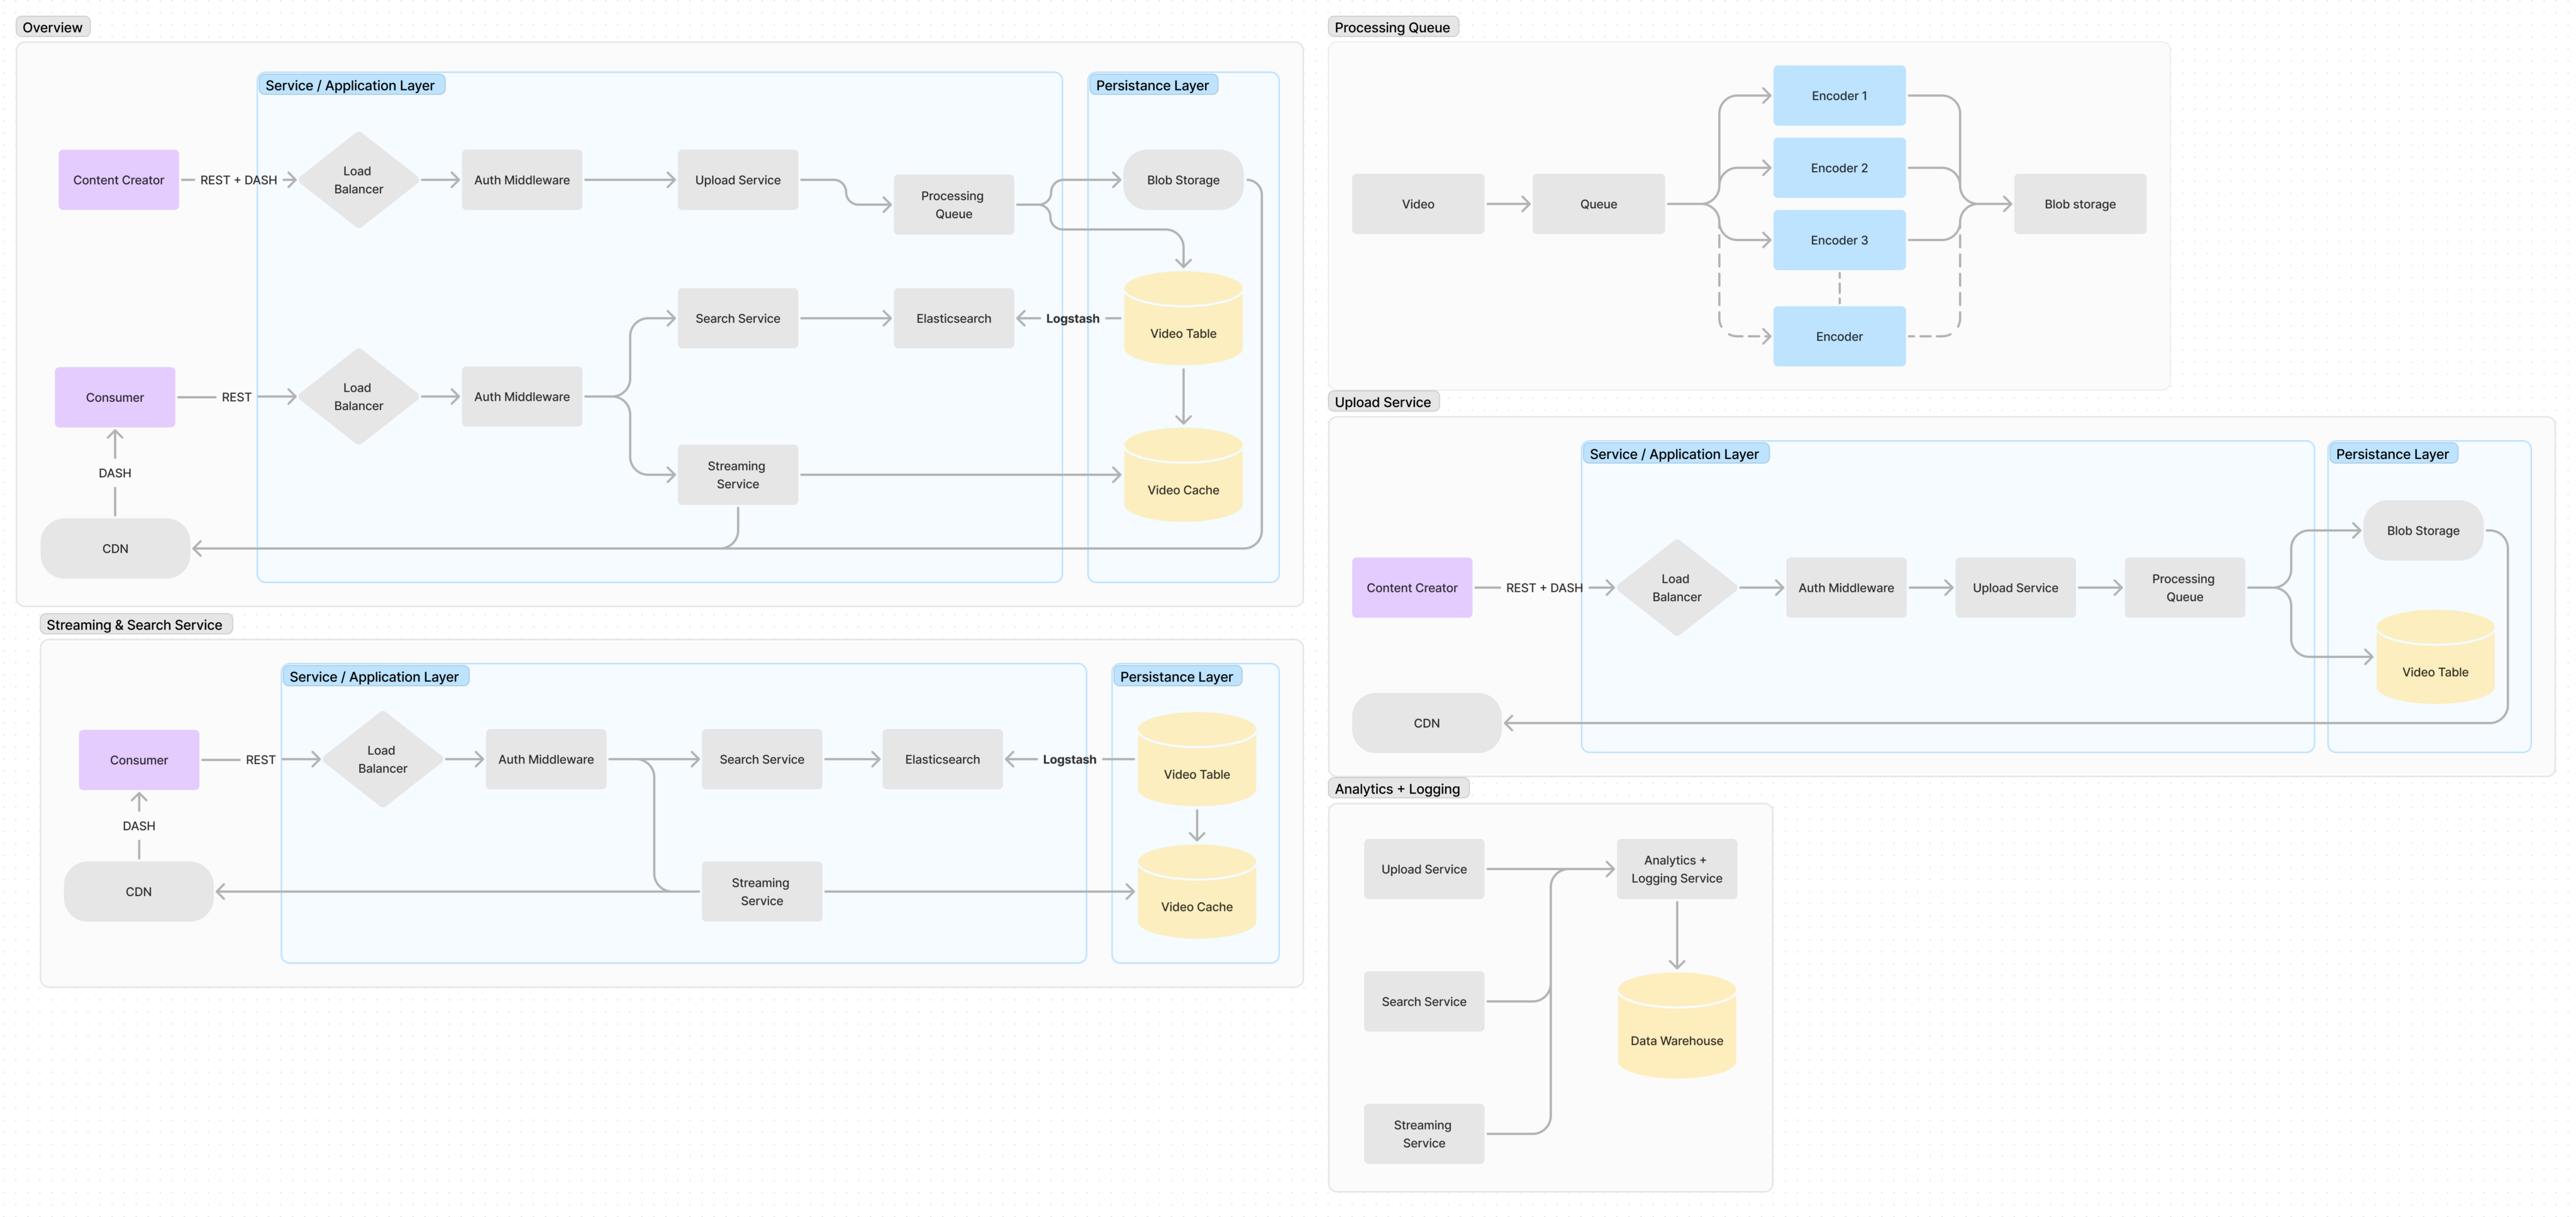 Overview
Service / Application Layer
Persistance Layer
Content Creator
REST + DASH
Load
Balancer
Auth Middleware
Upload Service
Processing
Queue
Blob Storage
Search Service
Elasticsearch
Logstash
Video Table
Consumer
REST
Load
Balancer
Auth Middleware
Streaming
Service
Video Cache
DASH
CDN
Streaming & Search Service
Service / Application Layer
Persistance Layer
Consumer
REST
Load
Balancer
Auth Middleware
Search Service
Elasticsearch
Logstash
Video Table
DASH
CDN
Streaming
Service
Video Cache
Processing Queue
Video
Queue
Encoder 1
Encoder 2
Encoder 3
Encoder
Blob storage
Upload Service
Service / Application Layer
Persistance Layer
Content Creator
REST + DASH
Load
Balancer
Auth Middleware
Upload Service
Processing
Queue
Blob Storage
Video Table
CDN
Analytics + Logging
Upload Service
Analytics +
Logging Service
Search Service
Data Warehouse
Streaming
Service